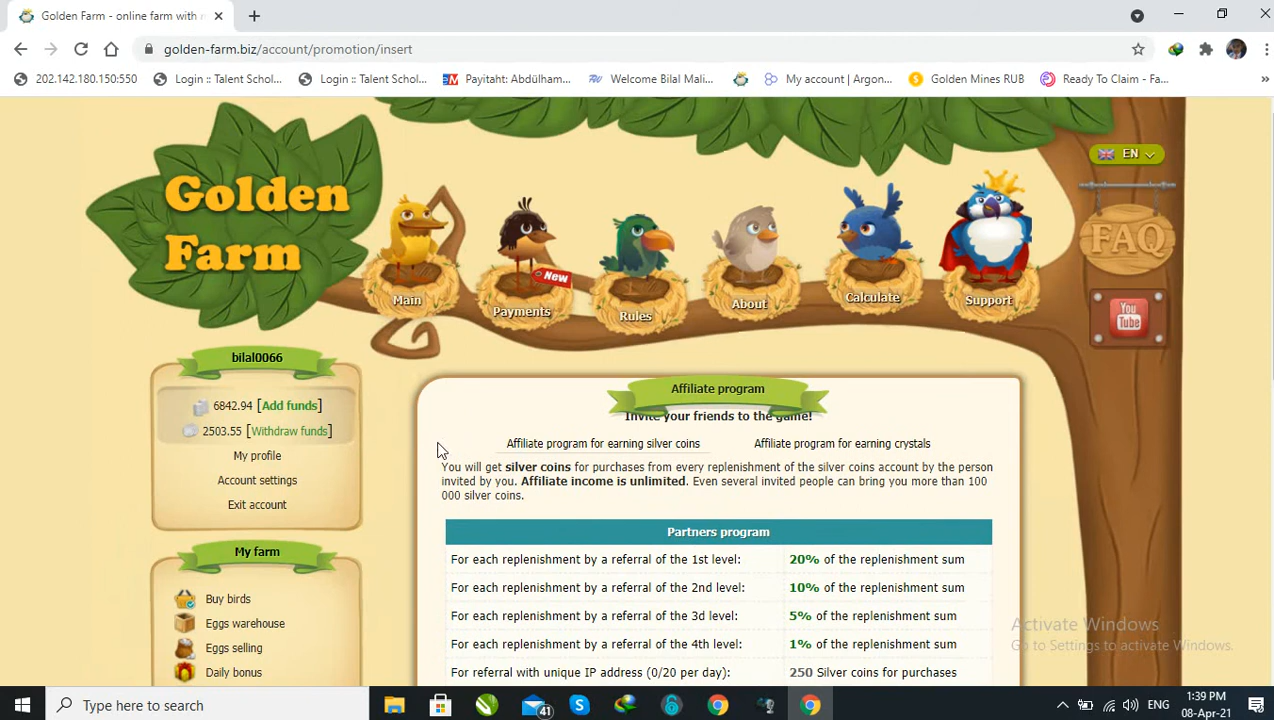 Golden Farm - online farm with r
golden-farm.biz/account/promotion/insert
202.142.180.150:550
Login :: Talent Schol...
Login :: Talent Schol...
Payitaht: Abdülham...
Welcome Bilal Mali...
My account | Argon...
Golden Mines RUB
Ready To Claim - Fa...
»
Golden
Farm
EN
FAQ
You
Tube
Main
New
Payments
Rules
About
Calculate
Support
bilal0066
6842.94 [Add funds]
2503.55 [Withdraw funds]
My profile
Account settings
Exit account
My farm
Buy birds
Eggs warehouse
Eggs selling
Daily bonus
Affiliate program
Invite your friends to the game!
Affiliate program for earning silver coins
Affiliate program for earning crystals
You will get silver coins for purchases from every replenishment of the silver coins account by the person
invited by you. Affiliate income is unlimited. Even several invited people can bring you more than 100
000 silver coins.
Partners program
For each replenishment by a referral of the 1st level: 20% of the replenishment sum
For each replenishment by a referral of the 2nd level: 10% of the replenishment sum
For each replenishment by a referral of the 3d level: 5% of the replenishment sum
For each replenishment by a referral of the 4th level: 1% of the replenishment sum
For referral with unique IP address (0/20 per day): 250 Silver coins for purchases
Activate Windows
Go to Settings to activate Windows.
Type here to search
41
ENG
1:39 PM
08-Apr-21